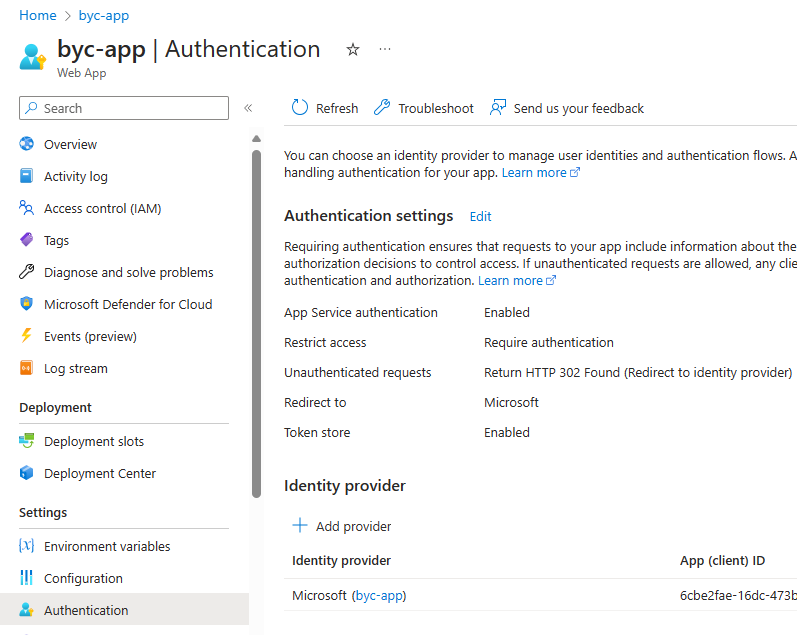 Home > byc-app
byc-app | Authentication
Web App
Search
Overview
Activity log
Access control (IAM)
Tags
Diagnose and solve problems
Microsoft Defender for Cloud
Events (preview)
Log stream
Deployment
Deployment slots
Deployment Center
Settings
Environment variables
Configuration
Authentication
Refresh
Troubleshoot
Send us your feedback
You can choose an identity provider to manage user identities and authentication flows. A
handling authentication for your app. Learn more
Authentication settings Edit
Requiring authentication ensures that requests to your app include information about the
authorization decisions to control access. If unauthenticated requests are allowed, any clie
authentication and authorization. Learn more
App Service authentication Enabled
Restrict access Require authentication
Unauthenticated requests Return HTTP 302 Found (Redirect to identity provider)
Redirect to Microsoft
Token store Enabled
Identity provider
Add provider
Identity provider App (client) ID
Microsoft (byc-app) 6cbe2fae-16dc-473b